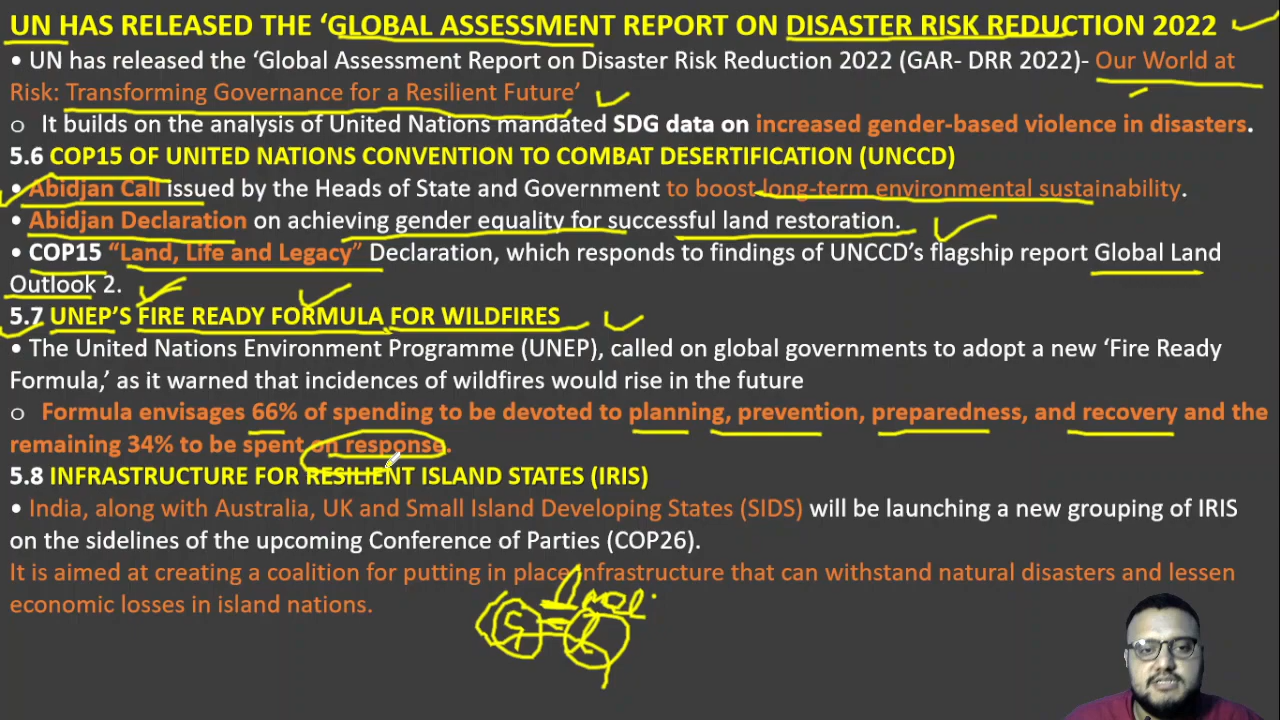 UN HAS RELEASED THE ‘GLOBAL ASSESSMENT REPORT ON DISASTER RISK REDUCTION 2022
• UN has released the ‘Global Assessment Report on Disaster Risk Reduction 2022 (GAR- DRR 2022)- Our World at
Risk: Transforming Governance for a Resilient Future’
o It builds on the analysis of United Nations mandated SDG data on increased gender-based violence in disasters.
5.6 COP15 OF UNITED NATIONS CONVENTION TO COMBAT DESERTIFICATION (UNCCD)
• Abidjan Call issued by the Heads of State and Government to boost long-term environmental sustainability.
• Abidjan Declaration on achieving gender equality for successful land restoration.
• COP15 “Land, Life and Legacy” Declaration, which responds to findings of UNCCD’s flagship report Global Land
Outlook 2.
5.7 UNEP’S FIRE READY FORMULA FOR WILDFIRES
• The United Nations Environment Programme (UNEP), called on global governments to adopt a new ‘Fire Ready
Formula,’ as it warned that incidences of wildfires would rise in the future
o Formula envisages 66% of spending to be devoted to planning, prevention, preparedness, and recovery and the
remaining 34% to be spent on response.
5.8 INFRASTRUCTURE FOR RESILIENT ISLAND STATES (IRIS)
• India, along with Australia, UK and Small Island Developing States (SIDS) will be launching a new grouping of IRIS
on the sidelines of the upcoming Conference of Parties (COP26).
It is aimed at creating a coalition for putting in place infrastructure that can withstand natural disasters and lessen
economic losses in island nations.